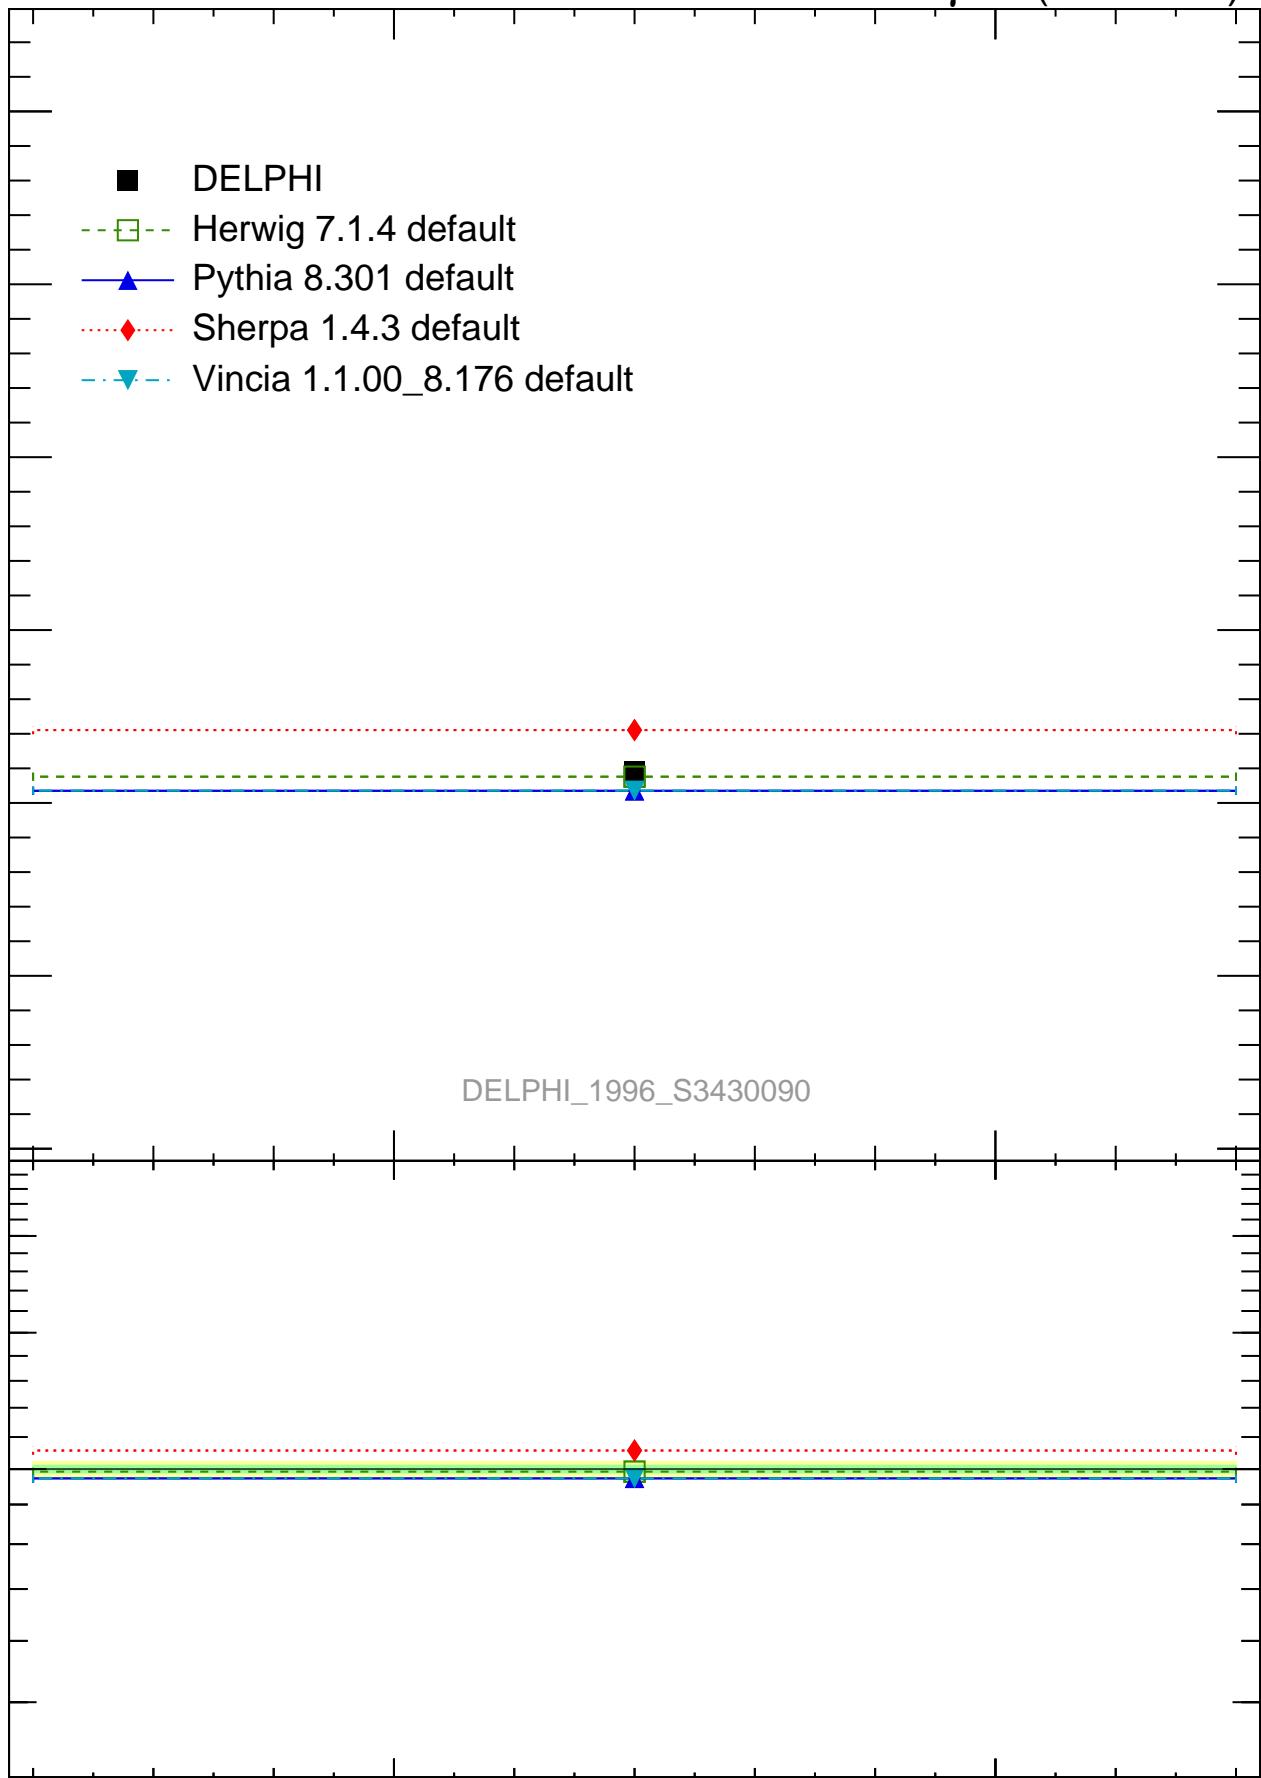 DELPHI
Herwig 7.1.4 default
Pythia 8.301 default
Sherpa 1.4.3 default
Vincia 1.1.00_8.176 default
DELPHI_1996_S3430090